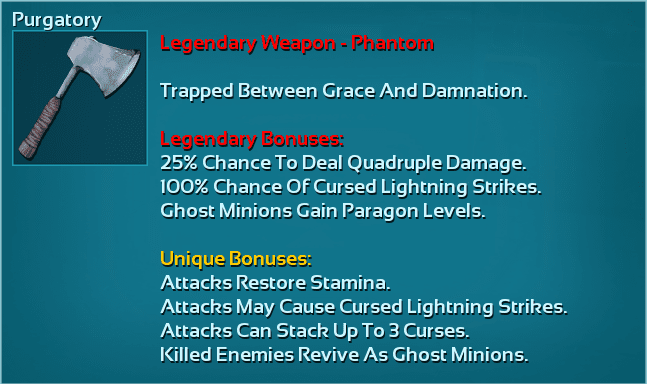 Purgatory
Legendary Weapon - Phantom
Trapped Between Grace And Damnation.
Legendary Bonuses:
25% Chance To Deal Quadruple Damage.
100% Chance Of Cursed Lightning Strikes.
Ghost Minions Gain Paragon Levels.
Unique Bonuses:
Attacks Restore Stamina.
Attacks May Cause Cursed Lightning Strikes.
Attacks Can Stack Up To 3 Curses.
Killed Enemies Revive As Ghost Minions.